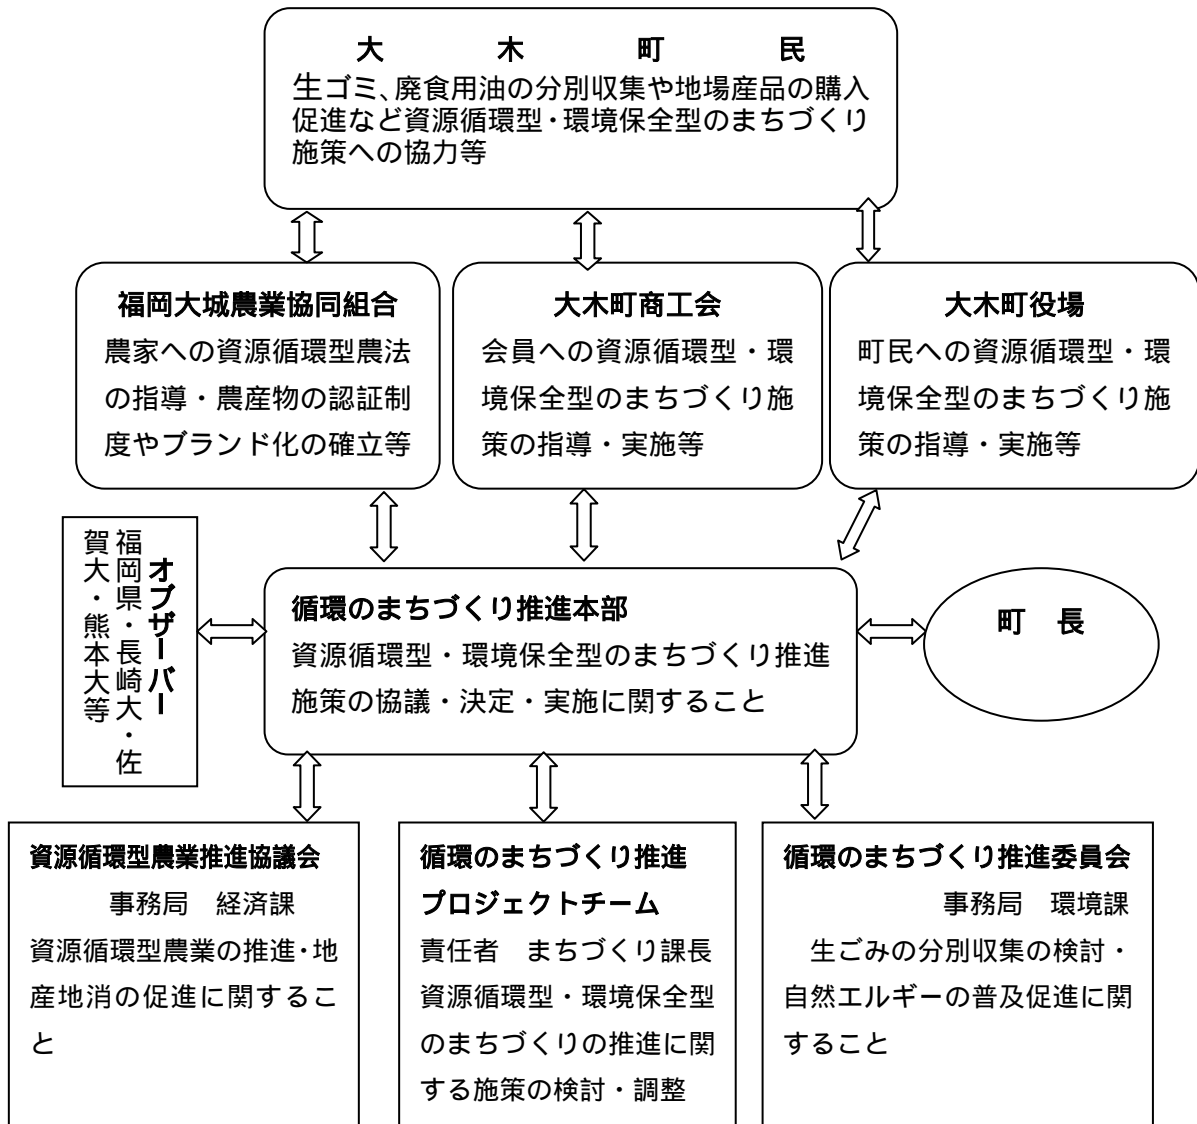 大 木 町 民
生ゴミ、廃食用油の分別収集や地場産品の購入
促進など資源循環型・環境保全型のまちづくり
施策への協力等
福岡大城農業協同組合
農家への資源循環型農法
の指導・農産物の認証制
度やブランド化の確立等
大木町商工会
会員への資源循環型・環
境保全型のまちづくり施
策の指導・実施等
大木町役場
町民への資源循環型・環
境保全型のまちづくり施
策の指導・実施等
オブザーバー
福岡県・長崎大・佐
賀大・熊本大等
循環のまちづくり推進本部
資源循環型・環境保全型のまちづくり推進
施策の協議・決定・実施に関すること
町 長
資源循環型農業推進協議会
事務局 経済課
資源循環型農業の推進・地
産地消の促進に関するこ
と
循環のまちづくり推進
プロジェクトチーム
責任者 まちづくり課長
資源循環型・環境保全型
のまちづくりの推進に関
する施策の検討・調整
循環のまちづくり推進委員会
事務局 環境課
生ごみの分別収集の検討・
自然エルギーの普及促進に関
すること